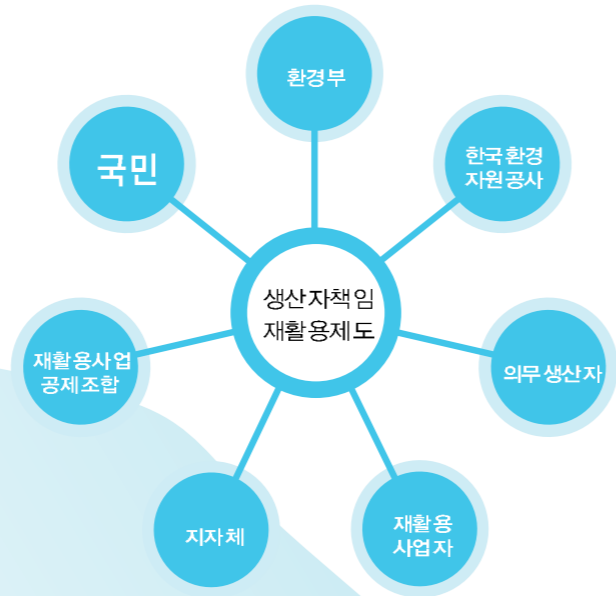 환경부
국민
한국환경
자원공사
생산자책임
재활용제도
재활용사업
공제조합
의무생산자
지자체
재활용
사업자